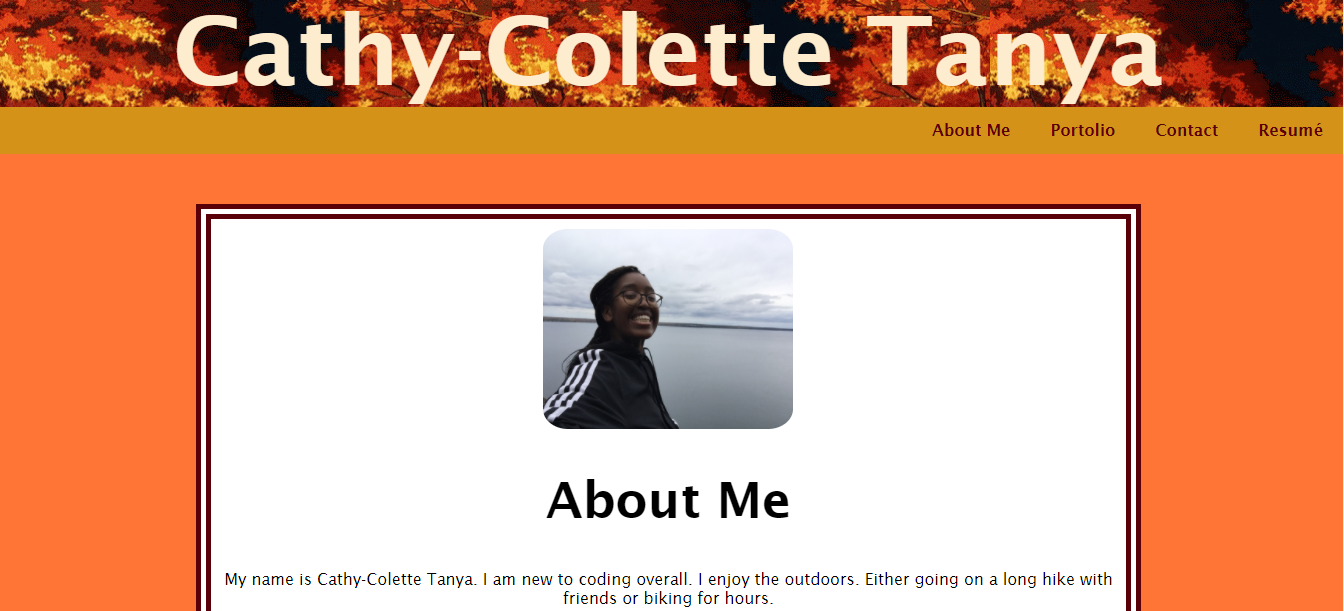 Cathy-Colette Tanya
About Me Portolio Contact Resumé
About Me
My name is Cathy-Colette Tanya. I am new to coding overall. I enjoy the outdoors. Either going on a long hike with
friends or biking for hours.